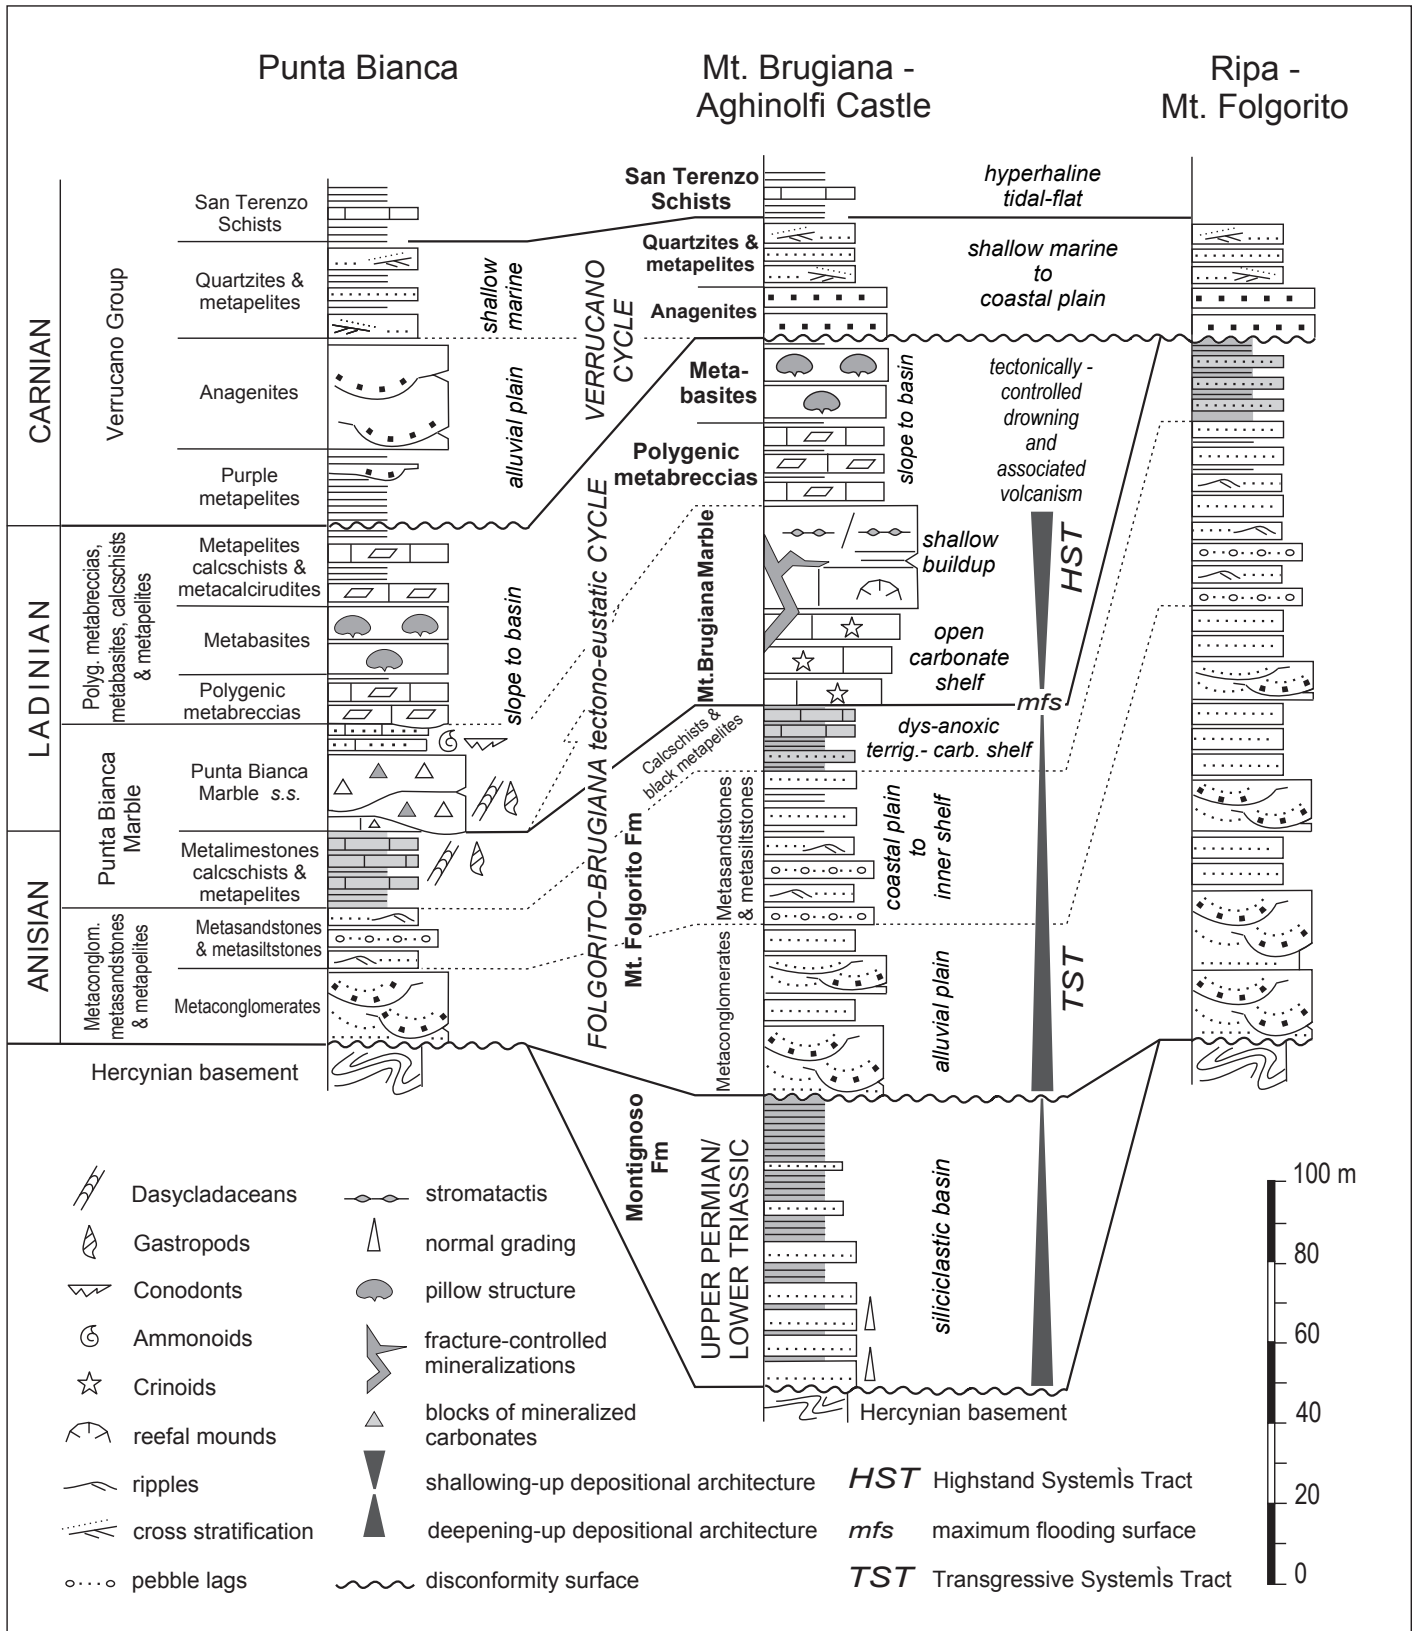 Punta Bianca
Mt. Brugiana -
Aghinolfi Castle
Ripa -
Mt. Folgorito
CARNIAN
LADINIAN
ANISIAN
Verrucano Group
Polyg. metabreccias,
metabasites, calcschists
& metapelites
Punta Bianca
Marble
Metaconglom.
metasandstones
& metapelites
San Terenzo
Schists
Quartzites &
metapelites
Anagenites
Purple
metapelites
Metapelites
calcschists &
metacalcirudites
Metabasites
Polygenic
metabreccias
Punta Bianca
Marble s.s.
Metalimestones
calcschists &
metapelites
Metasandstones
& metasiltstones
Metaconglomerates
Hercynian basement
shallow
marine
alluvial plain
slope to basin
VERRUCANO
CYCLE
FOLGORITO-BRUGIANA tectono-eustatic CYCLE
San Terenzo
Schists
Quartzites &
metapelites
Anagenites
Meta-
basites
Polygenic
metabreccias
Mt.Brugiana Marble
Calcschists &
black metapelites
Mt. Folgorito Fm
Metasandstones
& metasiltstones
Metaconglomerates
Montignoso
Fm
UPPER PERMIAN/
LOWER TRIASSIC
hyperhaline
tidal-flat
shallow marine
to
coastal plain
slope to basin
tectonically -
controlled
drowning
and
associated
volcanism
shallow
buildup
open
carbonate
shelf
HST
mfs
dys-anoxic
terrig.- carb. shelf
coastal plain
to
inner shelf
alluvial plain
TST
siliciclastic basin
Hercynian basement
Dasycladaceans
Gastropods
Conodonts
Ammonoids
Crinoids
reefal mounds
ripples
cross stratification
pebble lags
stromatactis
normal grading
pillow structure
fracture-controlled
mineralizations
blocks of mineralized
carbonates
shallowing-up depositional architecture
deepening-up depositional architecture
disconformity surface
HST Highstand SystemÌs Tract
mfs maximum flooding surface
TST Transgressive SystemÌs Tract
100 m
80
60
40
20
0